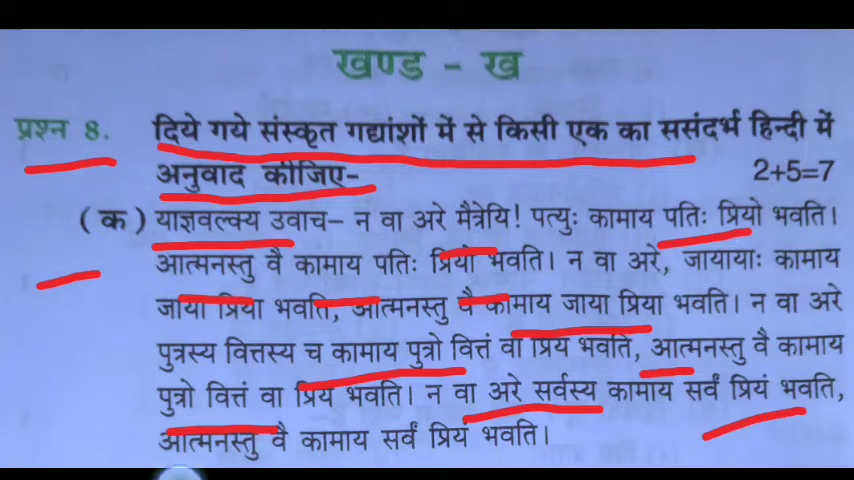 खण्ड - ख
प्रश्न 8. दिये गये संस्कृत गद्यांशों में से किसी एक का ससंदर्भ हिन्दी में
अनुवाद कीजिए- 2+5=7
(क) याज्ञवल्क्य उवाच– न वा अरे मैत्रेयि! पत्युः कामाय पतिः प्रियो भवति।
आत्मनस्तु वै कामाय पतिः प्रियो भवति। न वा अरे, जायायाः कामाय
जाया प्रिया भवति, आत्मनस्तु वै कामाय जाया प्रिया भवति। न वा अरे
पुत्रस्य वित्तस्य च कामाय पुत्रो वित्तं वा प्रियं भवति, आत्मनस्तु वै कामाय
पुत्रो वित्तं वा प्रियं भवति। न वा अरे सर्वस्य कामाय सर्वं प्रियं भवति,
आत्मनस्तु वै कामाय सर्वं प्रियं भवति।